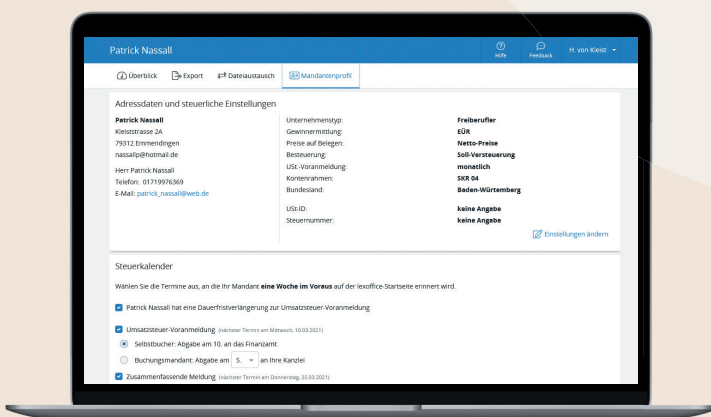 Patrick Nassall
Hilfe
Feedback
H. von Kleist
Überblick
Export
Dateiaustausch
Mandantenprofil
Adressdaten und steuerliche Einstellungen
Patrick Nassall
Kleiststrasse 2A
79312 Emmendingen
nassallp@hotmail.de
Herr Patrick Nassall
Telefon: 01719976369
E-Mail: patrick_nassall@web.de
Unternehmenstyp: Freiberufler
Gewinnermittlung: EÜR
Preise auf Belegen: Netto-Preise
Besteuerung: Soll-Versteuerung
USt.-Voranmeldung: monatlich
Kontenrahmen: SKR 04
Bundesland: Baden-Würtemberg
USt-ID: keine Angabe
Steuernummer: keine Angabe
Einstellungen ändern
Steuerkalender
Wählen Sie die Termine aus, an die Ihr Mandant eine Woche im Voraus auf der lexoffice-Startseite erinnert wird.
Patrick Nassall hat eine Dauerfristverlängerung zur Umsatzsteuer-Voranmeldung
Umsatzsteuer-Voranmeldung (nächster Termin am Mittwoch, 10.03.2021)
Selbstbucher: Abgabe am 10. an das Finanzamt
Buchungsmandant: Abgabe am 5. an Ihre Kanzlei
Zusammenfassende Meldung (nächster Termin am Donnerstag, 25.03.2021)